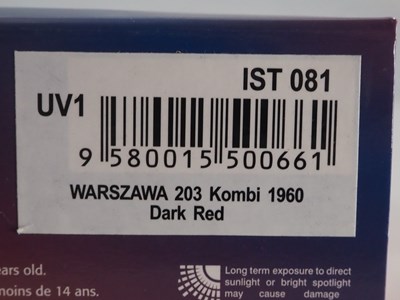 IST 081
UV1
9 580015 500661
WARSZAWA 203 Kombi 1960
Dark Red
ears old.
moins de 14 ans.
Long term exposure to direct
sunlight or bright spotlight
may cause damage